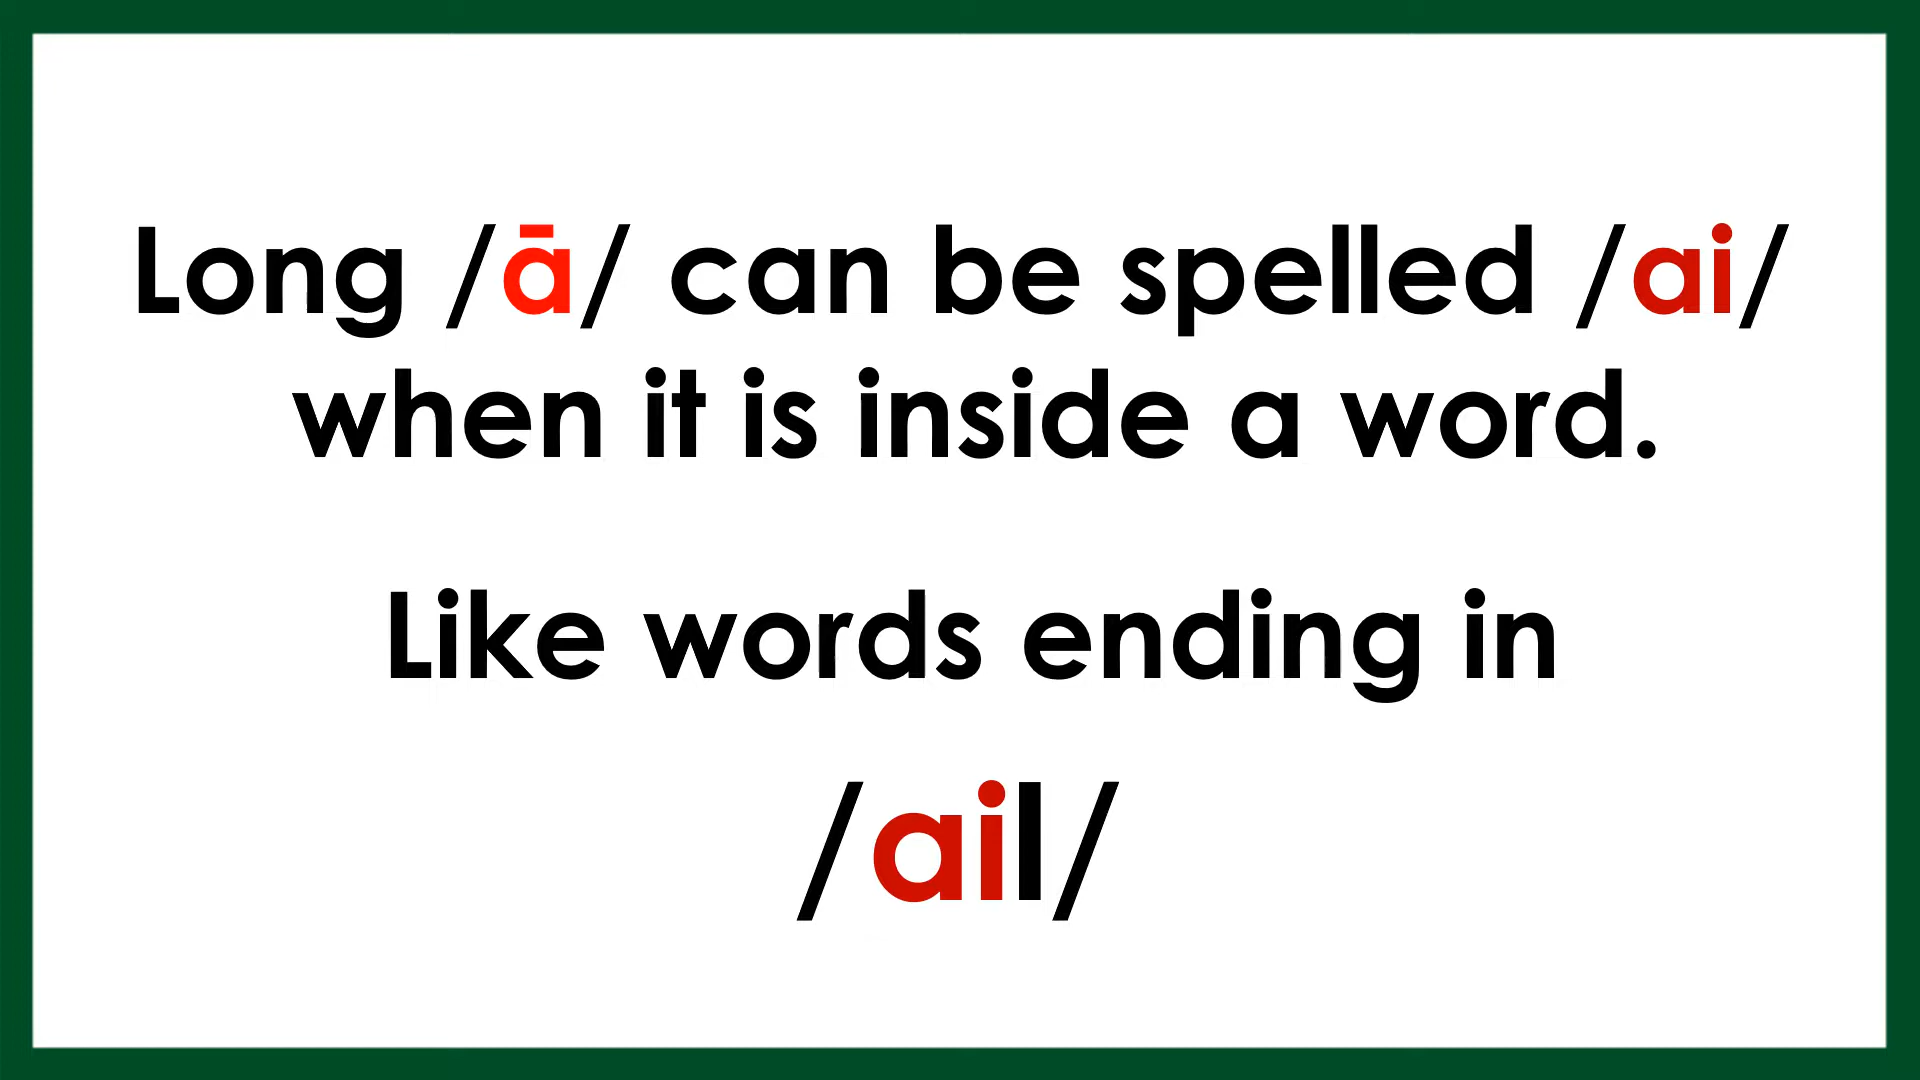 Long /ā/ can be spelled /ai/
when it is inside a word.
Like words ending in
/ail/